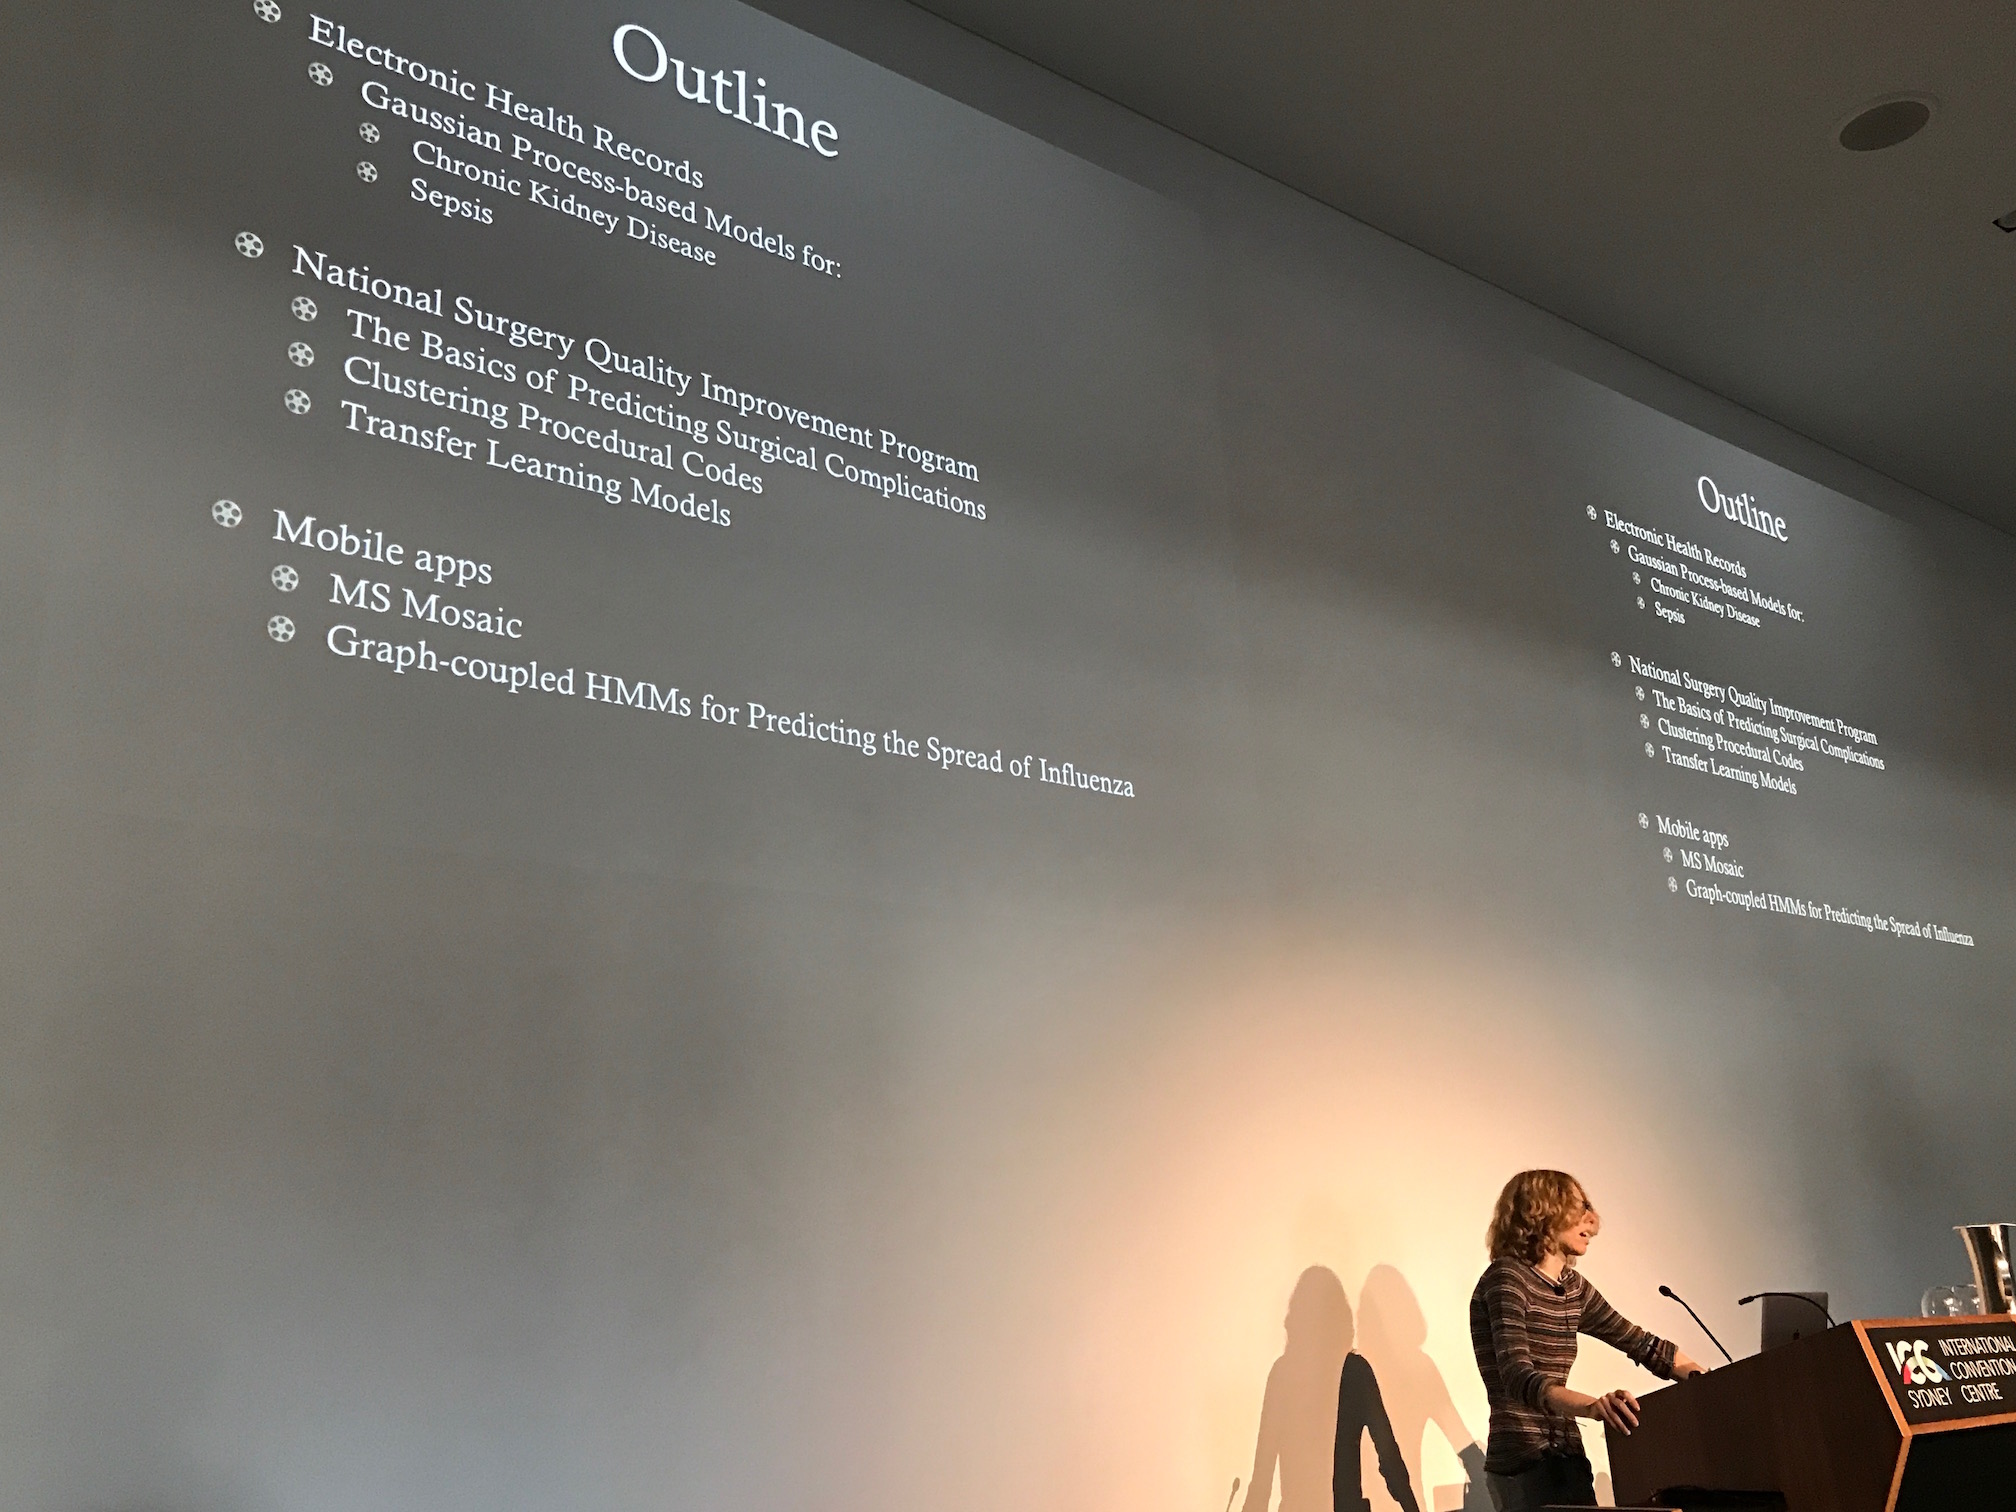 Outline
Electronic Health Records
Gaussian Process-based Models for:
Chronic Kidney Disease
Sepsis
National Surgery Quality Improvement Program
The Basics of Predicting Surgical Complications
Clustering Procedural Codes
Transfer Learning Models
Mobile apps
MS Mosaic
Graph-coupled HMMs for Predicting the Spread of Influenza
Outline
Electronic Health Records
Gaussian Process-based Models for:
Chronic Kidney Disease
Sepsis
National Surgery Quality Improvement Program
The Basics of Predicting Surgical Complications
Clustering Procedural Codes
Transfer Learning Models
Mobile apps
MS Mosaic
Graph-coupled HMMs for Predicting the Spread of Influenza
INTERNATIONAL
CONVENTION
SYDNEY CENTRE